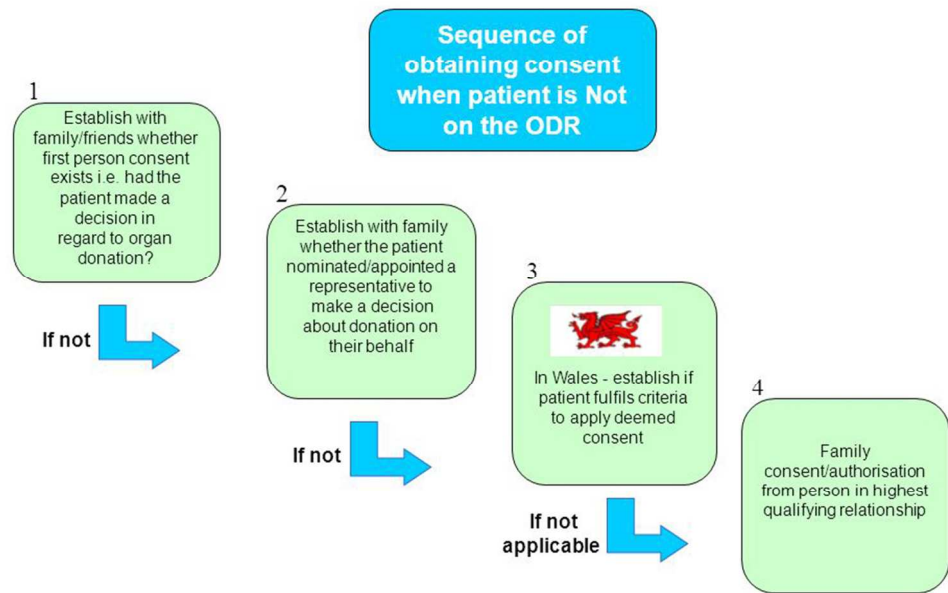 Sequence of
obtaining consent
when patient is Not
on the ODR
1
Establish with
family/friends whether
first person consent
exists i.e. had the
patient made a
decision in
regard to organ
donation?
If not
2
Establish with family
whether the patient
nominated/appointed a
representative to
make a decision
about donation on
their behalf
If not
3
In Wales - establish if
patient fulfils criteria
to apply deemed
consent
If not
applicable
4
Family
consent/authorisation
from person in highest
qualifying relationship